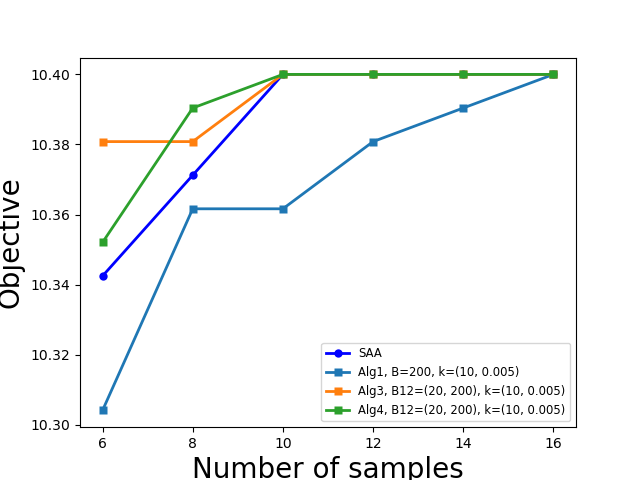 10.40
10.38
10.36
10.34
10.32
10.30
Objective
6 8 10 12 14 16
Number of samples
SAA
Alg1, B=200, k=(10, 0.005)
Alg3, B12=(20, 200), k=(10, 0.005)
Alg4, B12=(20, 200), k=(10, 0.005)